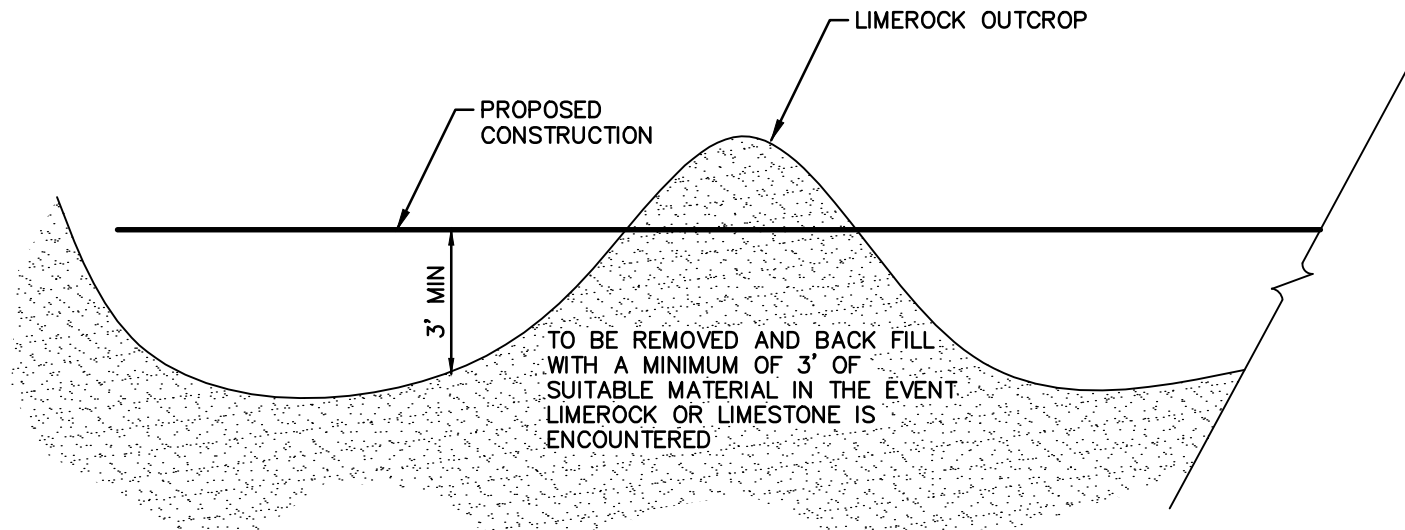 LIMEROCK OUTCROP
PROPOSED
CONSTRUCTION
3' MIN
TO BE REMOVED AND BACK FILL
WITH A MINIMUM OF 3' OF
SUITABLE MATERIAL IN THE EVENT
LIMEROCK OR LIMESTONE IS
ENCOUNTERED